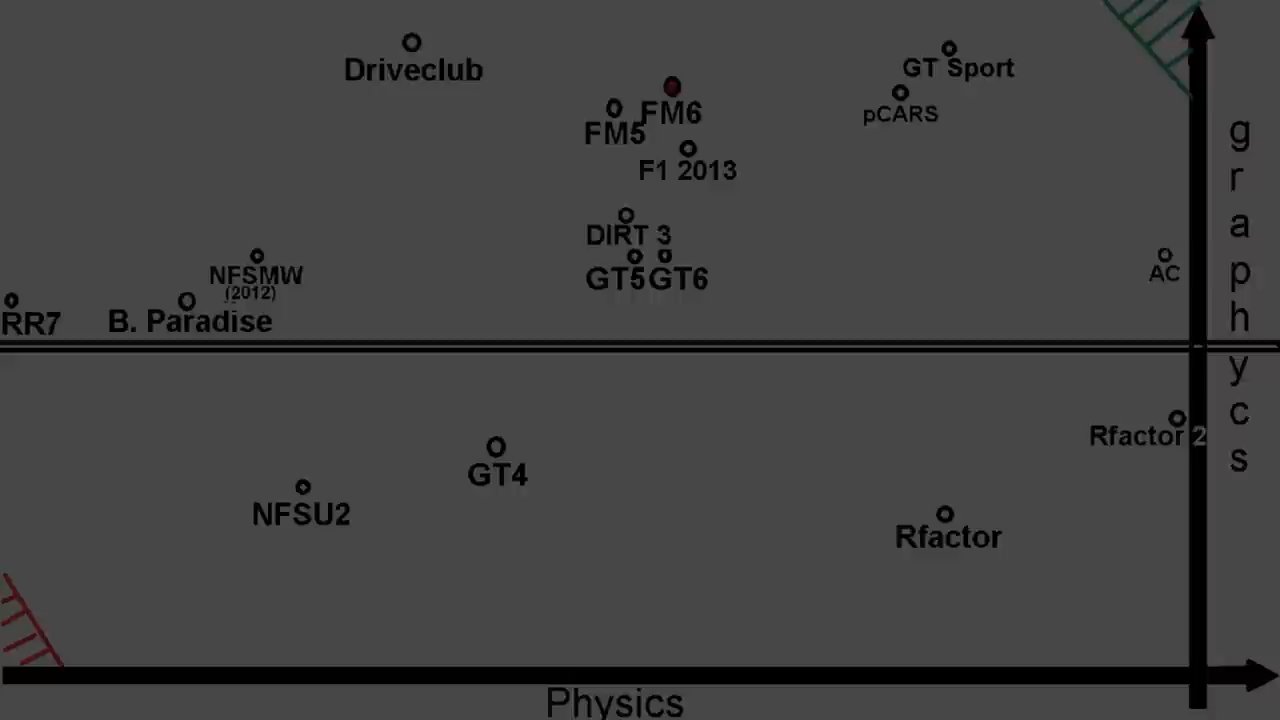 Driveclub
GT Sport
FM6
pCARS
FM5
F1 2013
DIRT 3
NFSMW
(2012)
GT5
GT6
AC
RR7
B. Paradise
Rfactor 2
GT4
NFSU2
Rfactor
Physics
graphycs